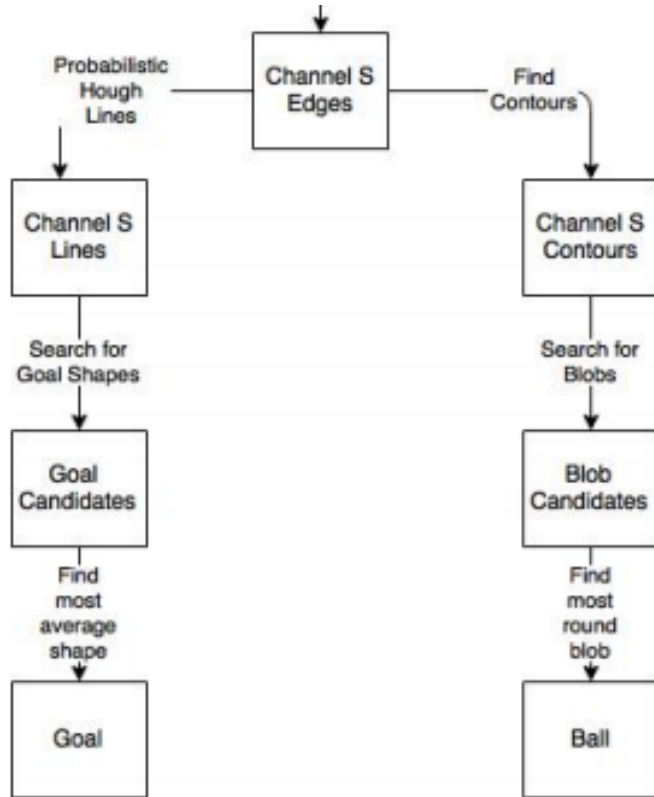 Probabilistic
Hough
Lines
Channel S
Edges
Find
Contours
Channel S
Lines
Channel S
Contours
Search for
Goal Shapes
Search for
Blobs
Goal
Candidates
Blob
Candidates
Find
most
average
shape
Find
most
round
blob
Goal
Ball